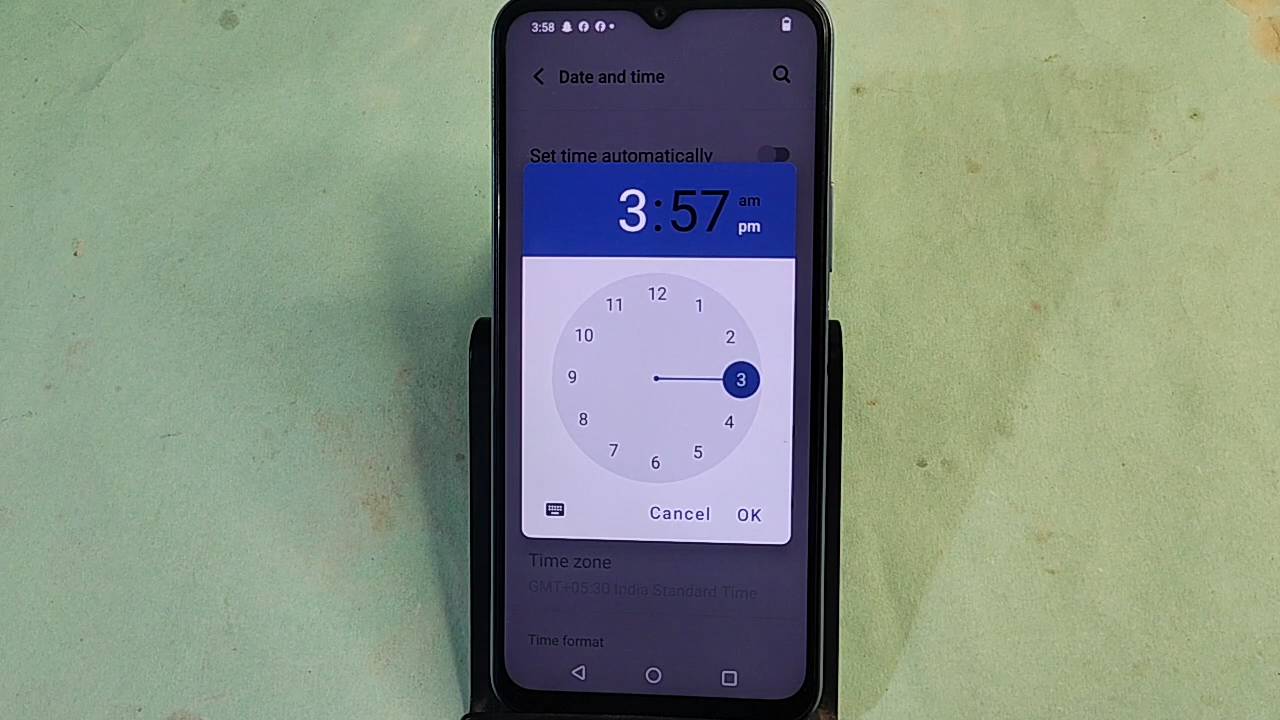 3:58
Date and time
Set time automatically
3:57
am
pm
12
11
1
10
2
9
3
8
4
7
5
6
Cancel OK
Time zone
GMT+05:30 India Standard Time
Time format